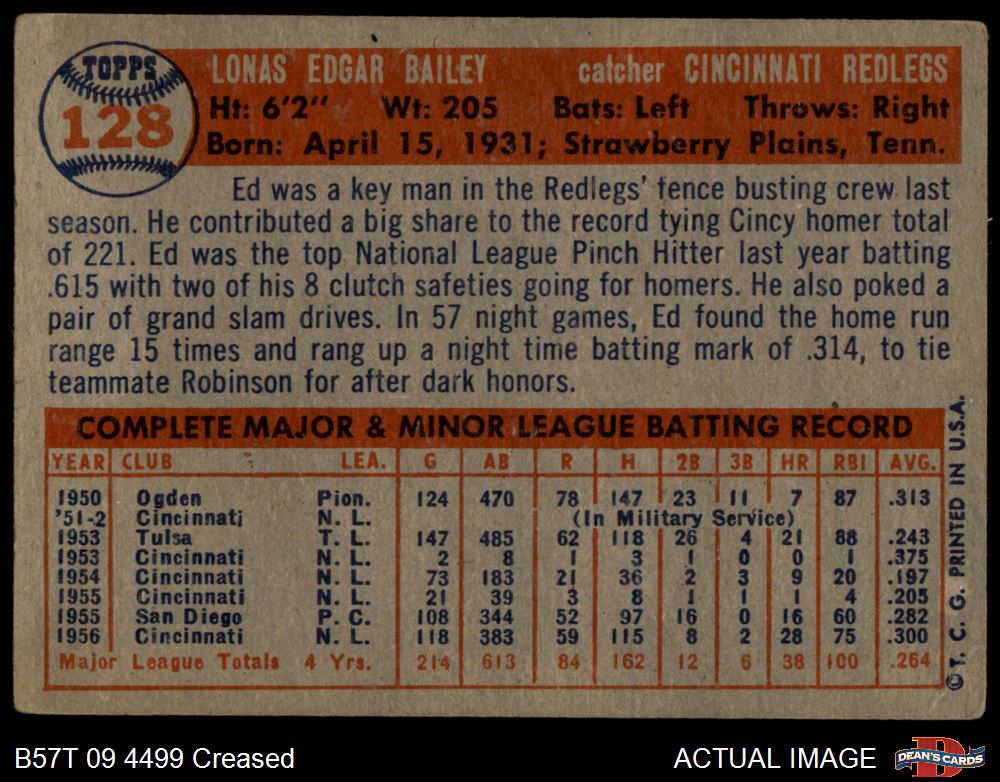 TOPPS
128
LONAS EDGAR BAILEY catcher CINCINNATI REDLEGS
Ht: 6'2" Wt: 205 Bats: Left Throws: Right
Born: April 15, 1931; Strawberry Plains, Tenn.
Ed was a key man in the Redlegs' fence busting crew last
season. He contributed a big share to the record tying Cincy homer total
of 221. Ed was the top National League Pinch Hitter last year batting
.615 with two of his 8 clutch safeties going for homers. He also poked a
pair of grand slam drives. In 57 night games, Ed found the home run
range 15 times and rang up a night time batting mark of .314, to tie
teammate Robinson for after dark honors.
COMPLETE MAJOR & MINOR LEAGUE BATTING RECORD
YEAR CLUB LEA. G AB R H 2B 3B HR RBI AVG.
1950 Ogden Pion. 124 470 78 147 23 11 7 87 .313
'51-2 Cincinnati N. L. (In Military Service)
1953 Tulsa T. L. 147 485 62 118 26 4 21 88 .243
1953 Cincinnati N. L. 2 8 1 3 1 0 0 1 .375
1954 Cincinnati N. L. 73 183 21 36 2 3 9 20 .197
1955 Cincinnati N. L. 21 39 3 8 1 1 1 4 .205
1955 San Diego P. C. 108 344 52 97 16 0 16 60 .282
1956 Cincinnati N. L. 118 383 59 115 8 2 28 75 .300
Major League Totals 4 Yrs. 214 613 84 162 12 6 38 100 .264
© T. C. G. PRINTED IN U.S.A.
B57T 09 4499 Creased
ACTUAL IMAGE
D
DEAN'S CARDS